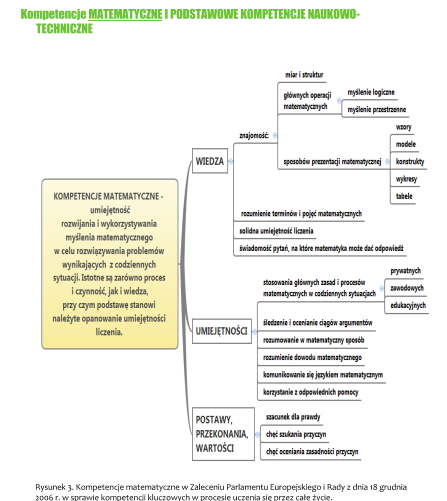 Kompetencje MATEMATYCZNE I PODSTAWOWE KOMPETENCJE NAUKOWO-
TECHNICZNE
KOMPETENCJE MATEMATYCZNE -
umiejętność
rozwijania i wykorzystywania
myślenia matematycznego
w celu rozwiązywania problemów
wynikających z codziennych
sytuacji. Istotne są zarówno proces
i czynność, jak i wiedza,
przy czym podstawę stanowi
należyte opanowanie umiejętności
liczenia.
WIEDZA
znajomość:
miar i struktur
głównych operacji
matematycznych
myślenie logiczne
myślenie przestrzenne
sposobów prezentacji matematycznej
wzory
modele
konstrukty
wykresy
tabele
rozumienie terminów i pojęć matematycznych
solidna umiejętność liczenia
świadomość pytań, na które matematyka może dać odpowiedź
UMIEJĘTNOŚCI
stosowania głównych zasad i procesów
matematycznych w codziennych sytuacjach
prywatnych
zawodowych
edukacyjnych
śledzenie i ocenianie ciągów argumentów
rozumowanie w matematyczny sposób
rozumienie dowodu matematycznego
komunikowanie się językiem matematycznym
korzystanie z odpowiednich pomocy
POSTAWY,
PRZEKONANIA,
WARTOŚCI
szacunek dla prawdy
chęć szukania przyczyn
chęć oceniania zasadności przyczyn
Rysunek 3. Kompetencje matematyczne w Zaleceniu Parlamentu Europejskiego i Rady z dnia 18 grudnia
2006 r. w sprawie kompetencji kluczowych w procesie uczenia się przez całe życie.